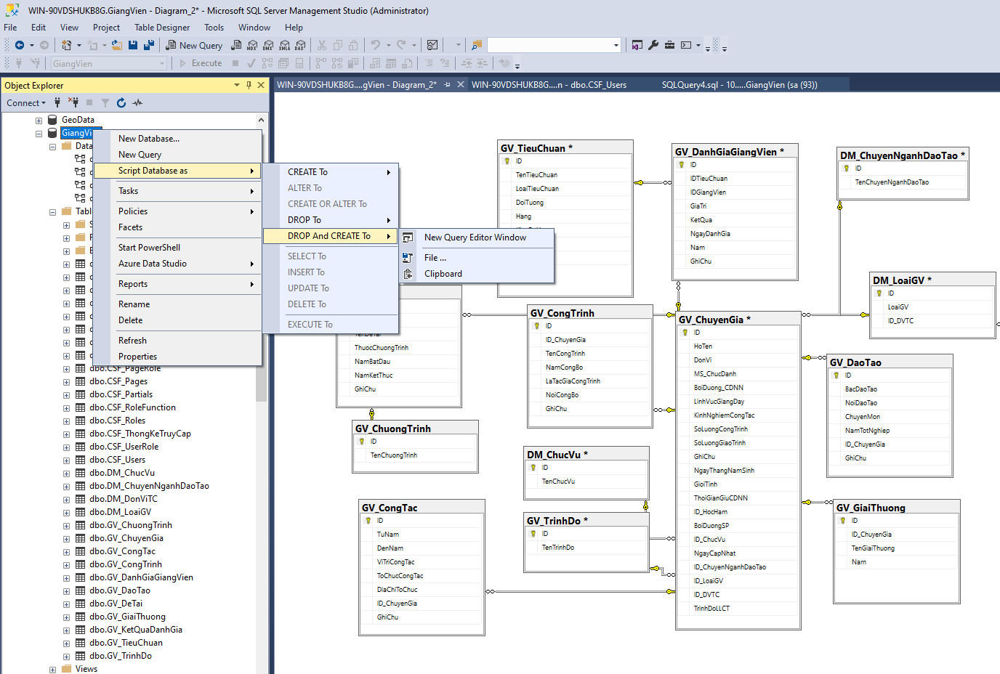 WIN-90VDSHUKB8G.GiangVien - Diagram_2* - Microsoft SQL Server Management Studio (Administrator)
File Edit View Project Table Designer Tools Window Help
New Query MDX DMX XMLA DAX
GiangVien Execute
Object Explorer
Connect
WIN-90VDSHUKB8G....gVien - Diagram_2*
WIN-90VDSHUKB8G....n - dbo.CSF_Users
SQLQuery4.sql - 10.....GiangVien (sa (93))
GeoData
GiangVi
Data
Table
dbo.CSF_PageRole
dbo.CSF_Pages
dbo.CSF_Partials
dbo.CSF_RoleFunction
dbo.CSF_Roles
dbo.CSF_ThongKeTruyCap
dbo.CSF_UserRole
dbo.CSF_Users
dbo.DM_ChucVu
dbo.DM_ChuyenNganhDaoTao
dbo.DM_DonViTC
dbo.DM_LoaiGV
dbo.GV_ChuongTrinh
dbo.GV_ChuyenGia
dbo.GV_CongTac
dbo.GV_CongTrinh
dbo.GV_DanhGiaGiangVien
dbo.GV_DaoTao
dbo.GV_DeTai
dbo.GV_GiaiThuong
dbo.GV_KetQuaDanhGia
dbo.GV_TieuChuan
dbo.GV_TrinhDo
Views
New Database...
New Query
Script Database as
Tasks
Policies
Facets
Start PowerShell
Azure Data Studio
Reports
Rename
Delete
Refresh
Properties
CREATE To
ALTER To
CREATE OR ALTER To
DROP To
DROP And CREATE To
SELECT To
INSERT To
UPDATE To
DELETE To
EXECUTE To
New Query Editor Window
File ...
Clipboard
GV_TieuChuan *
ID
TenTieuChuan
LoaiTieuChuan
DoiTuong
Hang
GV_DanhGiaGiangVien *
ID
IDTieuChuan
IDGiangVien
GiaTri
KetQua
NgayDanhGia
Nam
GhiChu
DM_ChuyenNganhDaoTao *
ID
TenChuyenNganhDaoTao
DM_LoaiGV *
ID
LoaiGV
ID_DVTC
TenDeTai
ThuocChuongTrinh
NamBatDau
NamKetThuc
GhiChu
GV_CongTrinh
ID
ID_ChuyenGia
TenCongTrinh
NamCongBo
LaTacGiaCongTrinh
NoiCongBo
GhiChu
GV_ChuyenGia *
ID
HoTen
DonVi
MS_ChucDanh
BoiDuong_CDNN
LinhVucGiangDay
KinhNghiemCongTac
SoLuongCongTrinh
SoLuongGiaoTrinh
GhiChu
NgayThangNamSinh
GioiTinh
ThoiGianGiuCDNN
ID_HocHam
BoiDuongSP
ID_ChucVu
NgayCapNhat
ID_ChuyenNganhDaoTao
ID_LoaiGV
ID_DVTC
TrinhDoLLCT
GV_DaoTao
ID
BacDaoTao
NoiDaoTao
ChuyenMon
NamTotNghiep
ID_ChuyenGia
GhiChu
GV_ChuongTrinh
ID
TenChuongTrinh
DM_ChucVu *
ID
TenChucVu
GV_CongTac
ID
TuNam
DenNam
ViTriCongTac
ToChucCongTac
DiaChiToChuc
ID_ChuyenGia
GhiChu
GV_TrinhDo *
ID
TenTrinhDo
GV_GiaiThuong
ID
ID_ChuyenGia
TenGiaiThuong
Nam